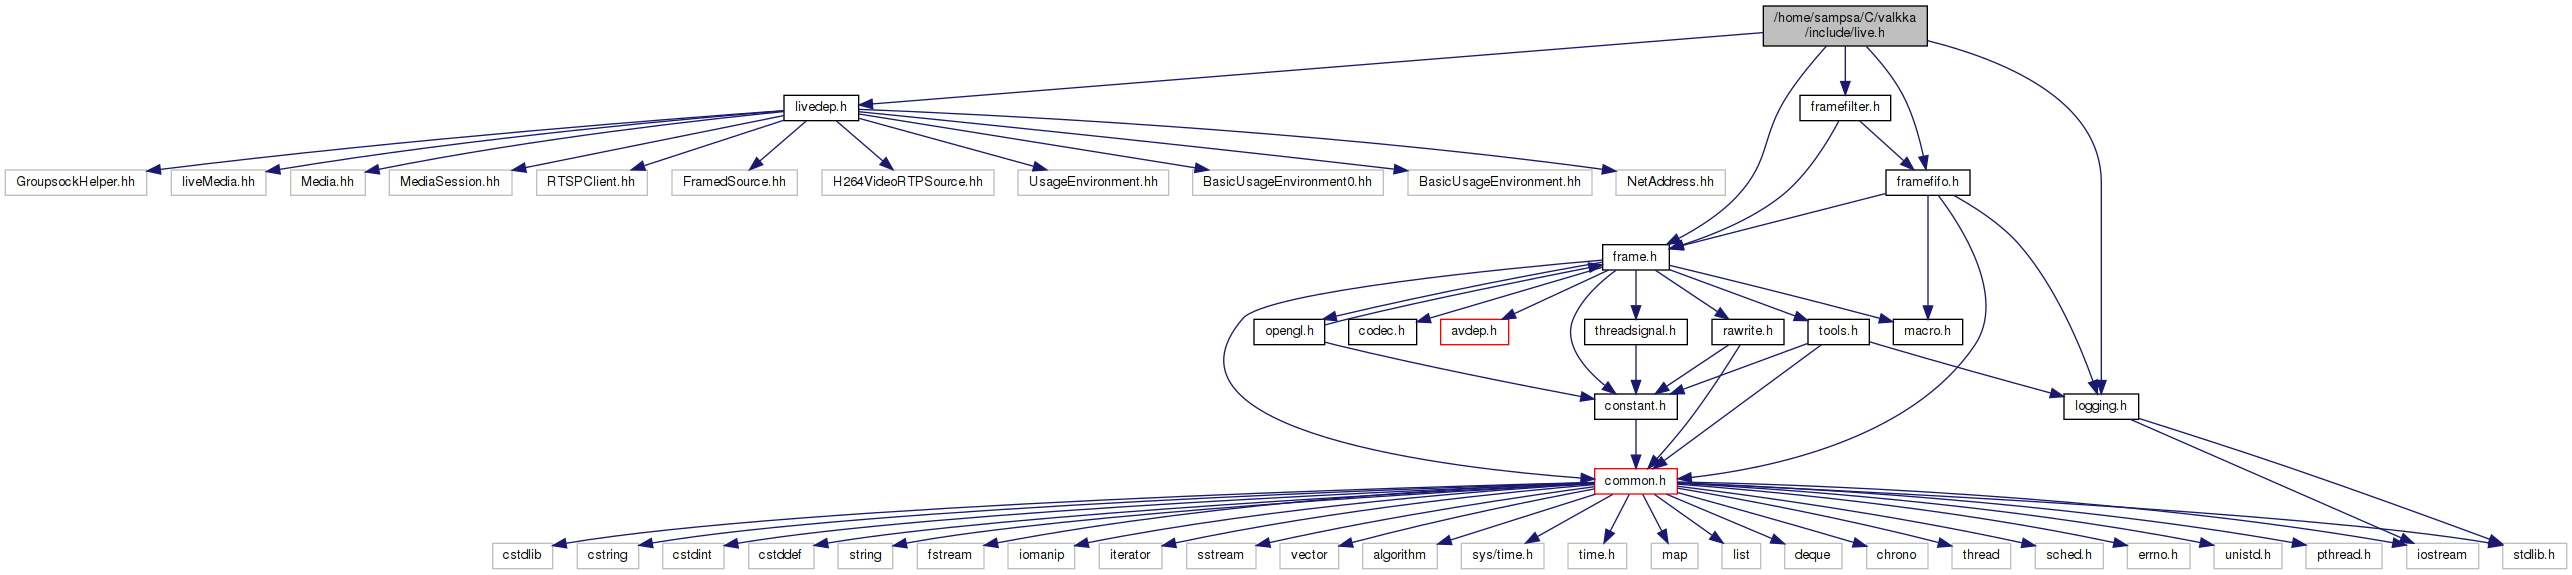 /home/sampsa/C/valkka
/include/live.h
livedep.h
framefilter.h
GroupsockHelper.hh
liveMedia.hh
Media.hh
MediaSession.hh
RTSPClient.hh
FramedSource.hh
H264VideoRTPSource.hh
UsageEnvironment.hh
BasicUsageEnvironment0.hh
BasicUsageEnvironment.hh
NetAddress.hh
framefifo.h
frame.h
opengl.h
codec.h
avdep.h
threadsignal.h
rawrite.h
tools.h
macro.h
constant.h
logging.h
common.h
cstdlib
cstring
cstdint
cstddef
string
fstream
iomanip
iterator
sstream
vector
algorithm
sys/time.h
time.h
map
list
deque
chrono
thread
sched.h
errno.h
unistd.h
pthread.h
iostream
stdlib.h